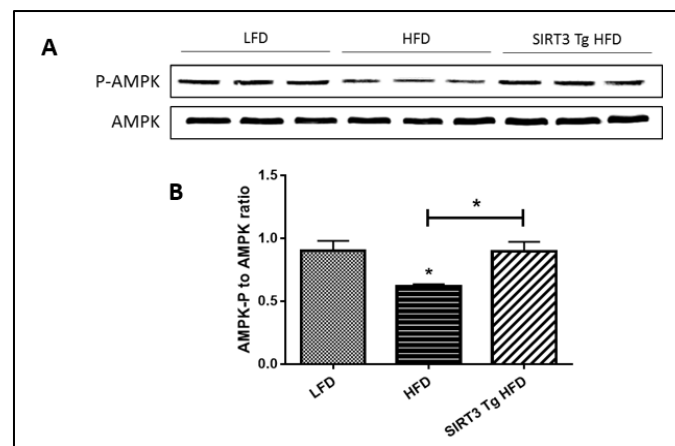 A
LFD HFD SIRT3 Tg HFD
P-AMPK
AMPK
B
AMPK-P to AMPK ratio
1.5
1.0
0.5
0.0
*
*
LFD
HFD
SIRT3 Tg HFD